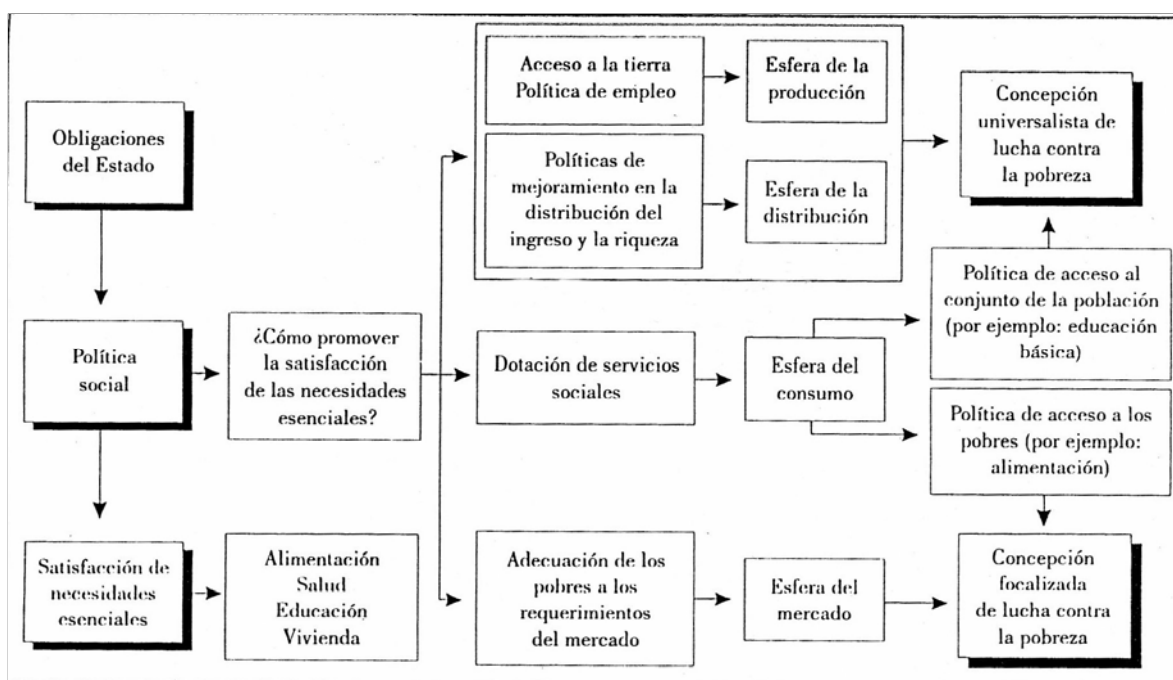 Obligaciones
del Estado
Política
social
Satisfacción de
necesidades
esenciales
¿Cómo promover
la satisfacción
de las necesidades
esenciales?
Alimentación
Salud
Educación
Vivienda
Acceso a la tierra
Política de empleo
Esfera de la
producción
Políticas de
mejoramiento en la
distribución del
ingreso y la riqueza
Esfera de la
distribución
Dotación de servicios
sociales
Esfera del
consumo
Adecuación de los
pobres a los
requerimientos
del mercado
Esfera del
mercado
Concepción
universalista de
lucha contra
la pobreza
Política de acceso al
conjunto de la población
(por ejemplo: educación
básica)
Política de acceso a los
pobres (por ejemplo:
alimentación)
Concepción
focalizada
de lucha contra
la pobreza